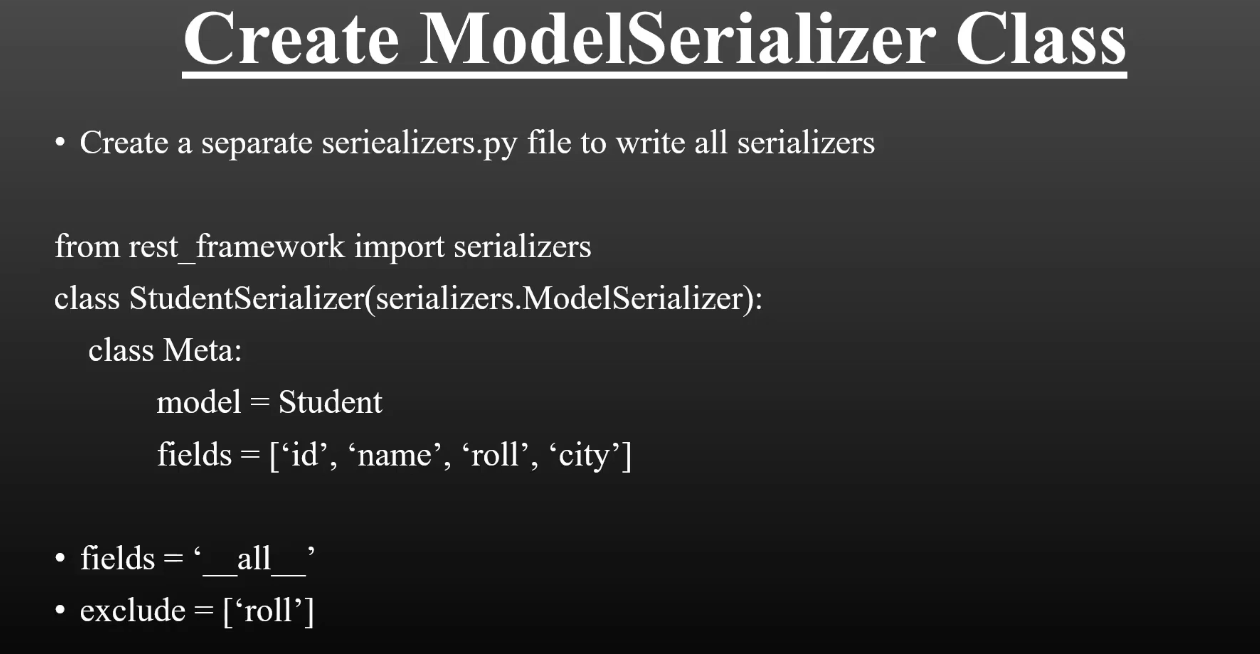 Create ModelSerializer Class
• Create a separate seriealizers.py file to write all serializers
from rest_framework import serializers
class StudentSerializer(serializers.ModelSerializer):
class Meta:
model = Student
fields = [‘id’, ‘name’, ‘roll’, ‘city’]
• fields = ‘__all__’
• exclude = [‘roll’]